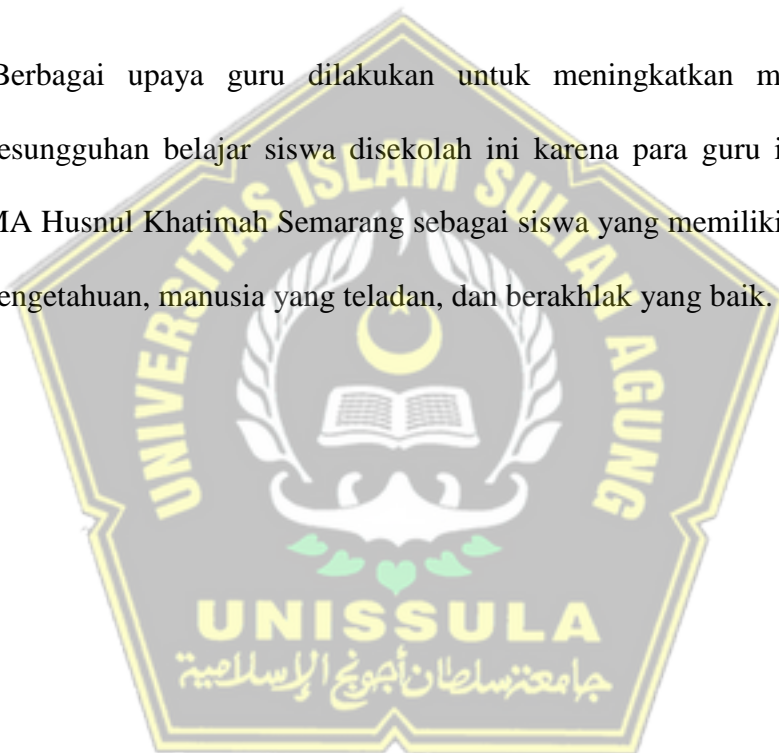 Berbagai upaya guru dilakukan untuk meningkatkan m
esungguhan belajar siswa disekolah ini karena para guru i
MA Husnul Khatimah Semarang sebagai siswa yang memiliki
engetahuan, manusia yang teladan, dan berakhlak yang baik.
UNIVERSITAS ISLAM SULTAN AGUNG
UNISSULA
جامعة سلطان أجونج الإسلامية